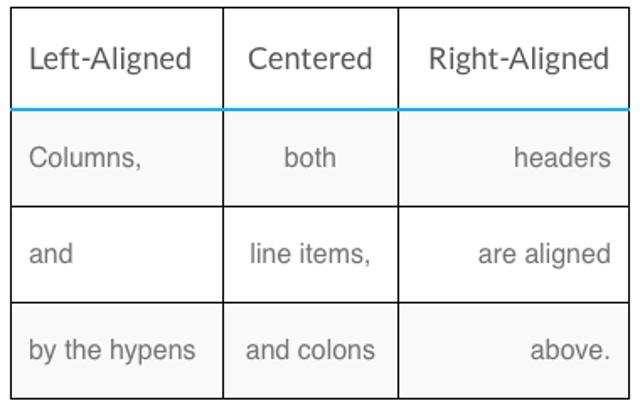 Left-Aligned Centered Right-Aligned
Columns, both headers
and line items, are aligned
by the hypens and colons above.